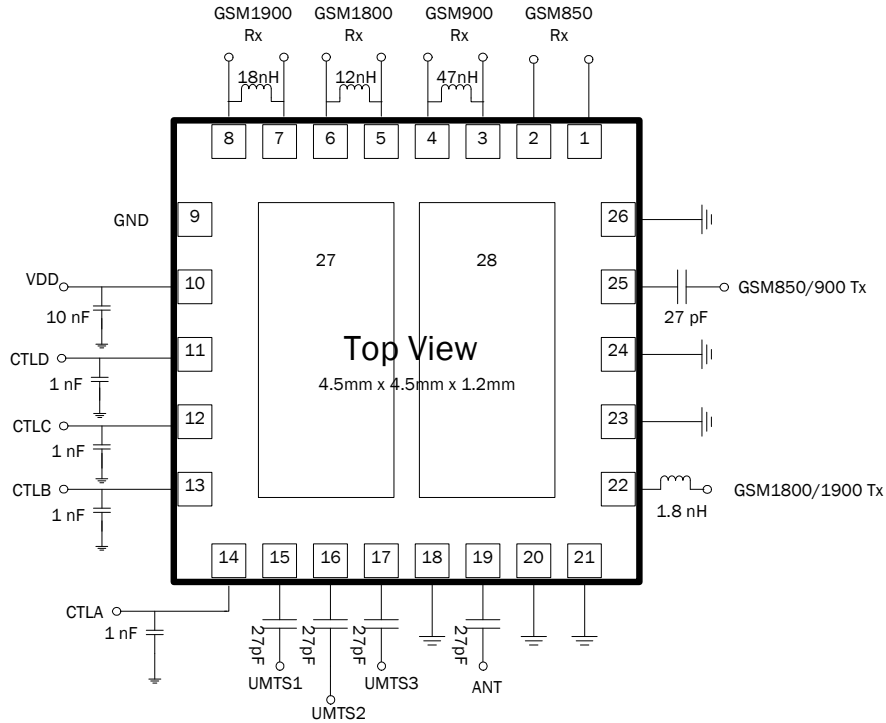 GSM1900 GSM1800 GSM900 GSM850
Rx Rx Rx Rx
18nH 12nH 47nH
8 7 6 5 4 3 2 1
GND 9 26
27 28
VDD 10 25 GSM850/900 Tx
10 nF 27 pF
Top View
CTLD 11 24
1 nF 4.5mm x 4.5mm x 1.2mm
CTLC 12 23
1 nF
CTLB 13 22 GSM1800/1900 Tx
1 nF 1.8 nH
14 15 16 17 18 19 20 21
CTLA
1 nF 27pF 27pF 27pF 27pF
UMTS1 UMTS3 ANT
UMTS2